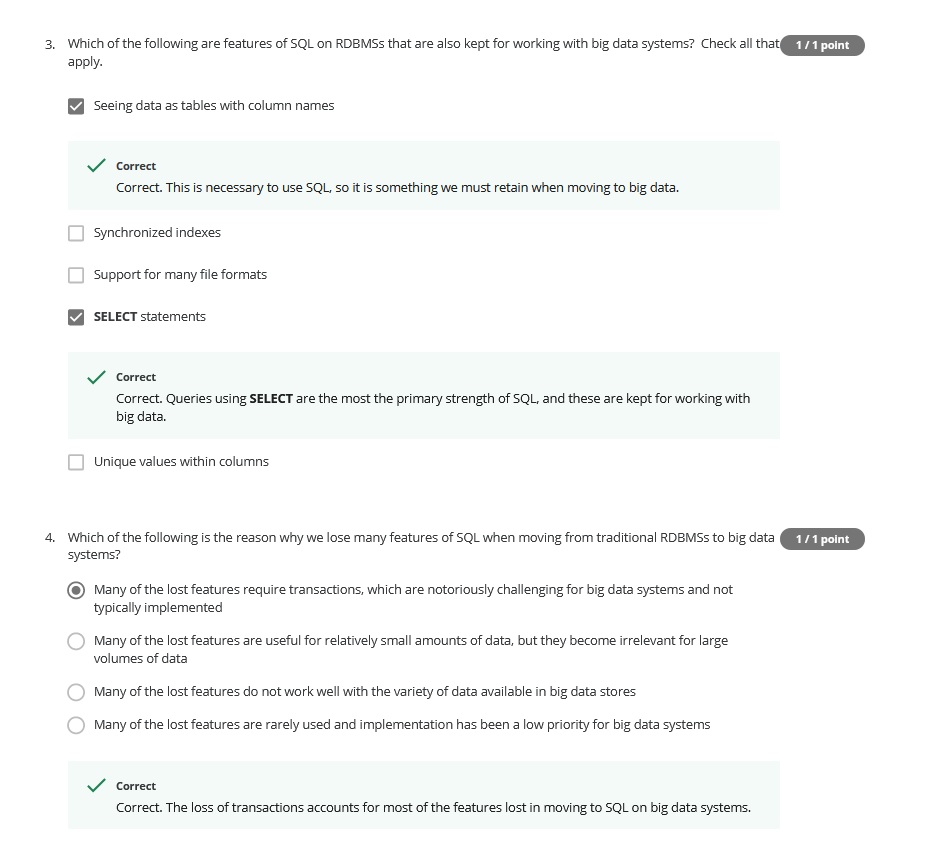 3. Which of the following are features of SQL on RDBMSs that are also kept for working with big data systems? Check all that 1 / 1 point
apply.
Seeing data as tables with column names
Correct
Correct. This is necessary to use SQL, so it is something we must retain when moving to big data.
Synchronized indexes
Support for many file formats
SELECT statements
Correct
Correct. Queries using SELECT are the most the primary strength of SQL, and these are kept for working with
big data.
Unique values within columns
4. Which of the following is the reason why we lose many features of SQL when moving from traditional RDBMSs to big data 1 / 1 point
systems?
Many of the lost features require transactions, which are notoriously challenging for big data systems and not
typically implemented
Many of the lost features are useful for relatively small amounts of data, but they become irrelevant for large
volumes of data
Many of the lost features do not work well with the variety of data available in big data stores
Many of the lost features are rarely used and implementation has been a low priority for big data systems
Correct
Correct. The loss of transactions accounts for most of the features lost in moving to SQL on big data systems.